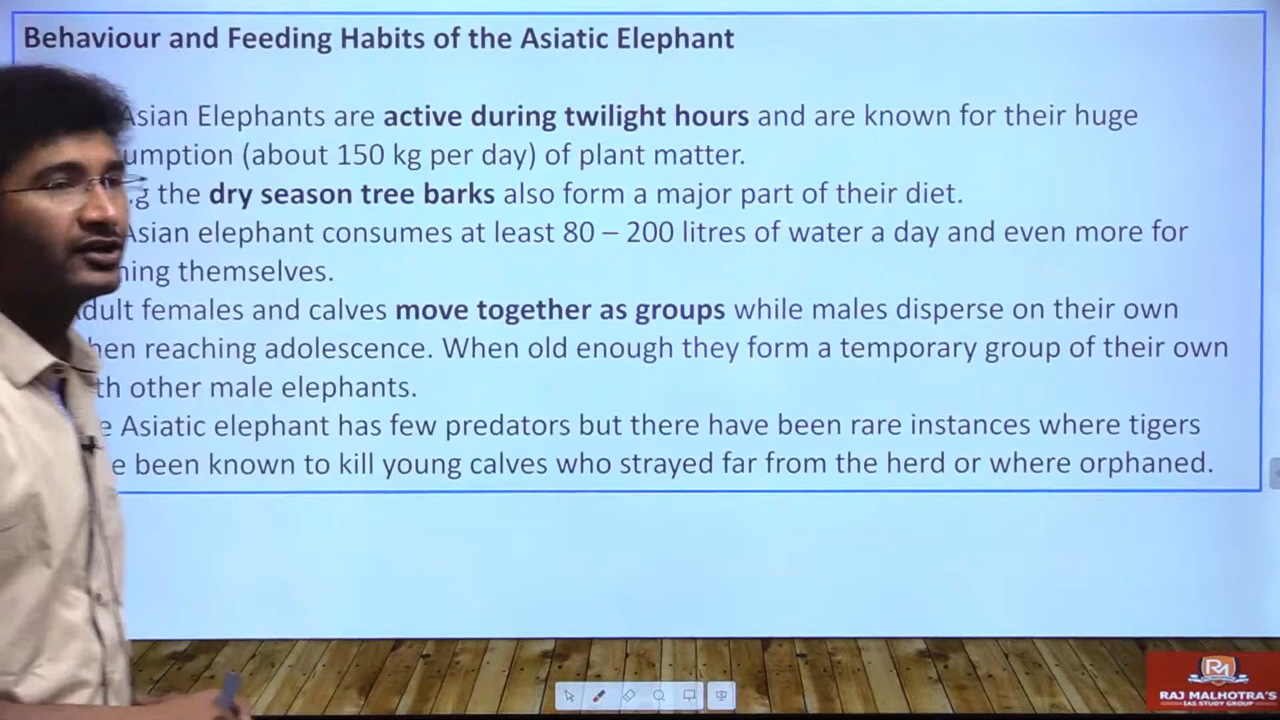 Behaviour and Feeding Habits of the Asiatic Elephant
Asian Elephants are active during twilight hours and are known for their huge
umption (about 150 kg per day) of plant matter.
g the dry season tree barks also form a major part of their diet.
Asian elephant consumes at least 80 – 200 litres of water a day and even more for
hing themselves.
dult females and calves move together as groups while males disperse on their own
hen reaching adolescence. When old enough they form a temporary group of their own
th other male elephants.
e Asiatic elephant has few predators but there have been rare instances where tigers
e been known to kill young calves who strayed far from the herd or where orphaned.
RM
RAJ MALHOTRA'S
IAS STUDY GROUP